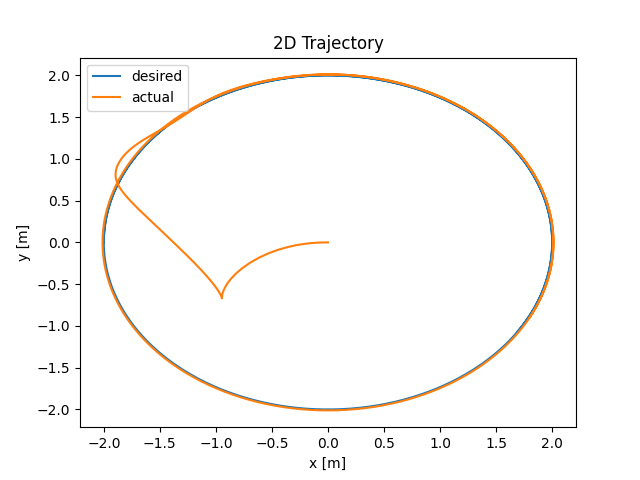 2D Trajectory
desired
actual
2.0
1.5
1.0
0.5
0.0
−0.5
−1.0
−1.5
−2.0
y [m]
−2.0 −1.5 −1.0 −0.5 0.0 0.5 1.0 1.5 2.0
x [m]